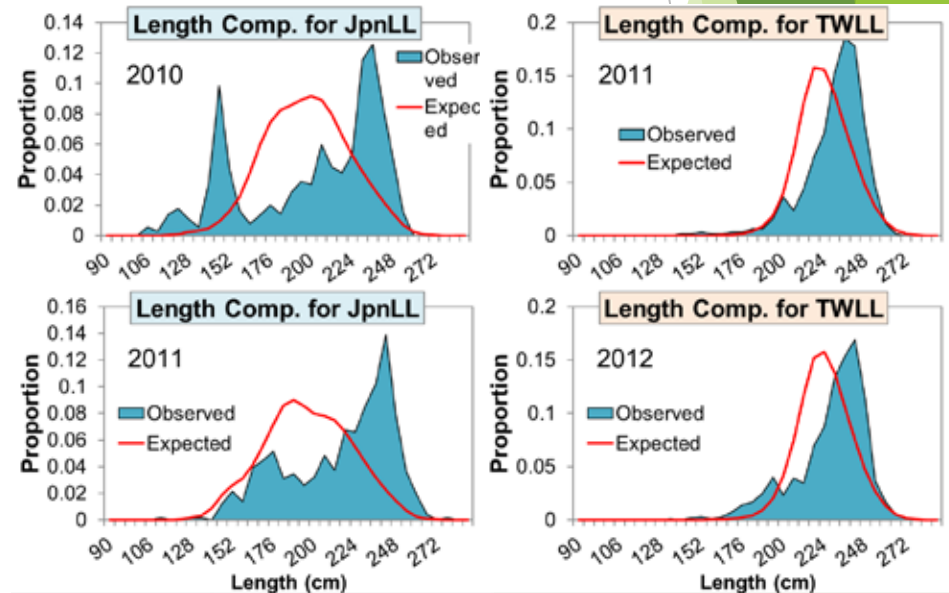 Length Comp. for JpnLL
2010
Obser
ved
Expec
ed
Proportion
0.14
0.12
0.1
0.08
0.06
0.04
0.02
0
90 106 128 152 176 200 224 248 272
Length Comp. for TWLL
2011
Observed
Expected
Proportion
0.2
0.15
0.1
0.05
0
90 106 128 152 176 200 224 248 272
Length Comp. for JpnLL
2011
Observed
Expected
Proportion
0.16
0.14
0.12
0.1
0.08
0.06
0.04
0.02
0
90 106 128 152 176 200 224 248 272
Length (cm)
Length Comp. for TWLL
2012
Observed
Expected
Proportion
0.2
0.15
0.1
0.05
0
90 106 128 152 176 200 224 248 272
Length (cm)